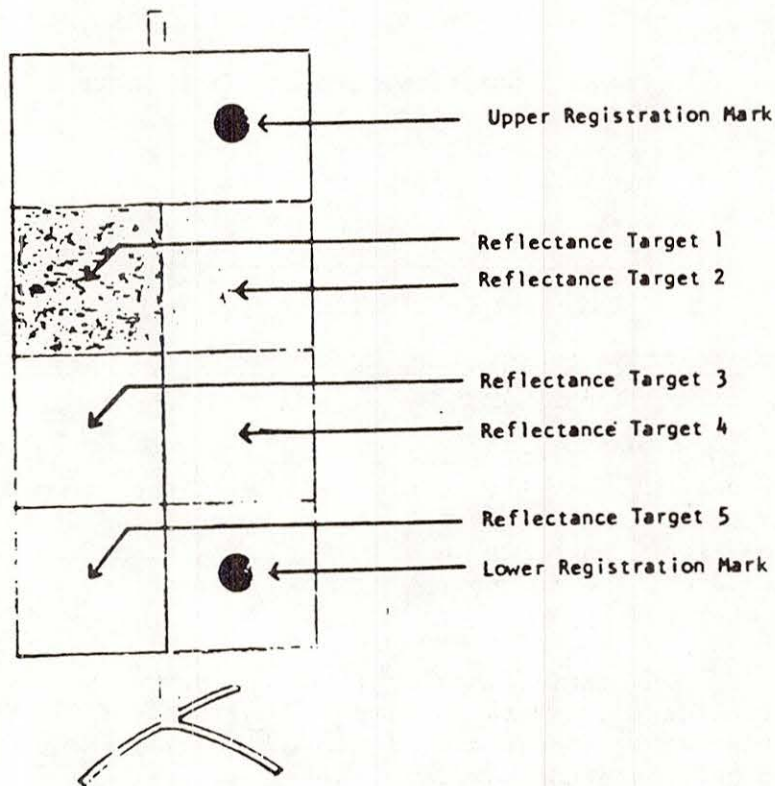 Upper Registration Mark
Reflectance Target 1
Reflectance Target 2
Reflectance Target 3
Reflectance Target 4
Reflectance Target 5
Lower Registration Mark